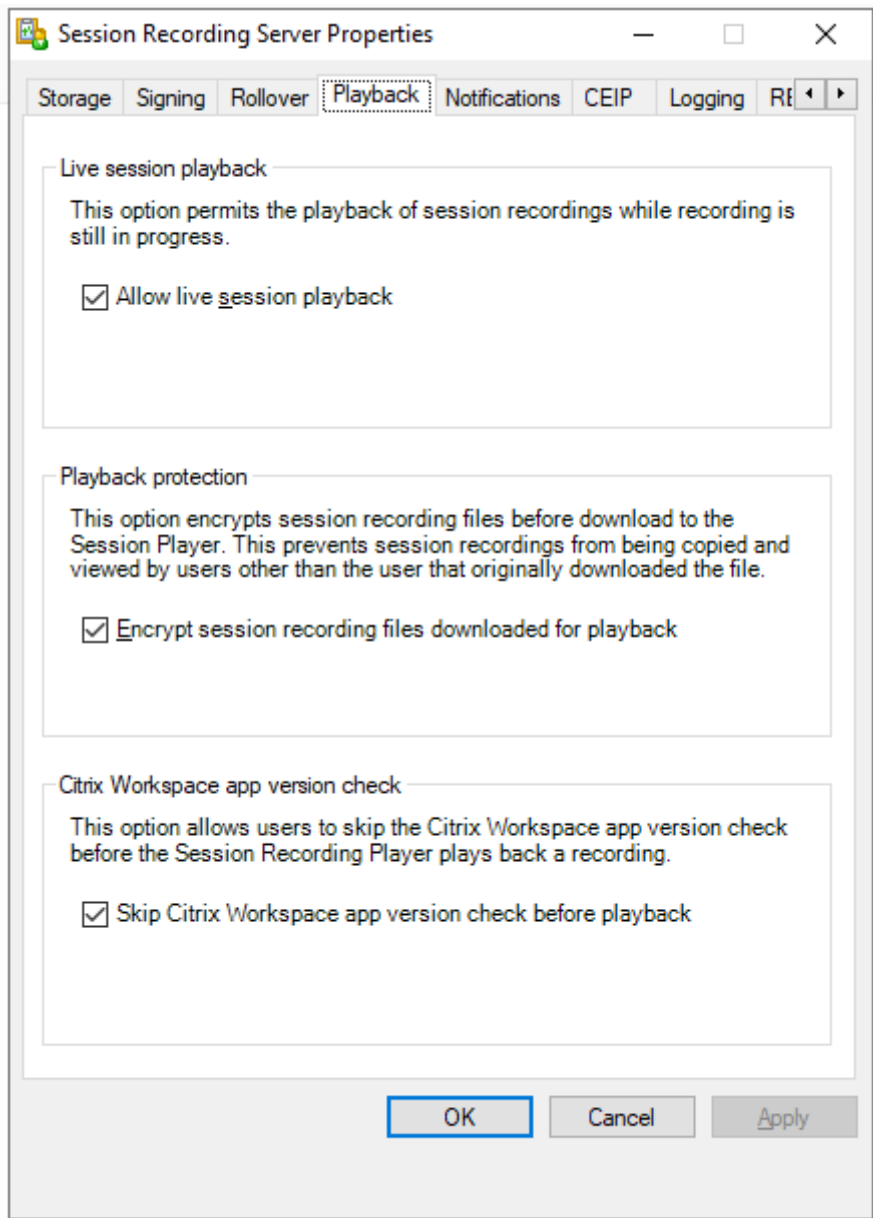 Session Recording Server Properties
Storage Signing Rollover Playback Notifications CEIP Logging
Live session playback
This option permits the playback of session recordings while recording is
still in progress.
Allow live session playback
Playback protection
This option encrypts session recording files before download to the
Session Player. This prevents session recordings from being copied and
viewed by users other than the user that originally downloaded the file.
Encrypt session recording files downloaded for playback
Citrix Workspace app version check
This option allows users to skip the Citrix Workspace app version check
before the Session Recording Player plays back a recording.
Skip Citrix Workspace app version check before playback
OK Cancel Apply